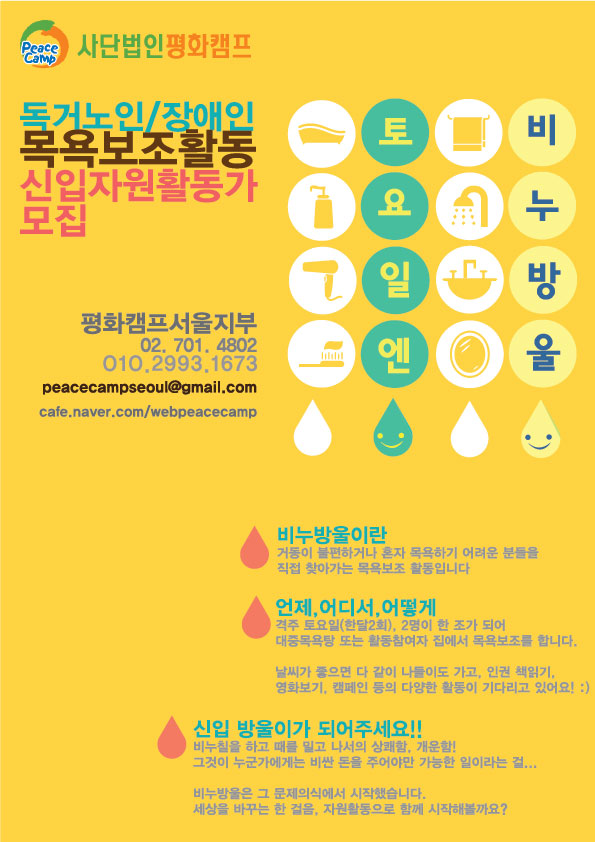 Peace
Camp
사단법인평화캠프
독거노인/장애인
목욕보조활동
신입자원활동가
모집
토
요
일
엔
비
누
방
울
평화캠프서울지부
02. 701. 4802
010.2993.1673
peacecampseoul@gmail.com
cafe.naver.com/webpeacecamp
비누방울이란
거동이 불편하거나 혼자 목욕하기 어려운 분들을
직접 찾아가는 목욕보조 활동입니다
언제,어디서,어떻게
격주 토요일(한달2회), 2명이 한 조가 되어
대중목욕탕 또는 활동참여자 집에서 목욕보조를 합니다.
날씨가 좋으면 다 같이 나들이도 가고, 인권 책읽기,
영화보기, 캠페인 등의 다양한 활동이 기다리고 있어요! :)
신입 방울이가 되어주세요!!
비누칠을 하고 때를 밀고 나서의 상쾌함, 개운함!
그것이 누군가에게는 비싼 돈을 주어야만 가능한 일이라는 걸...
비누방울은 그 문제의식에서 시작했습니다.
세상을 바꾸는 한 걸음, 자원활동으로 함께 시작해볼까요?